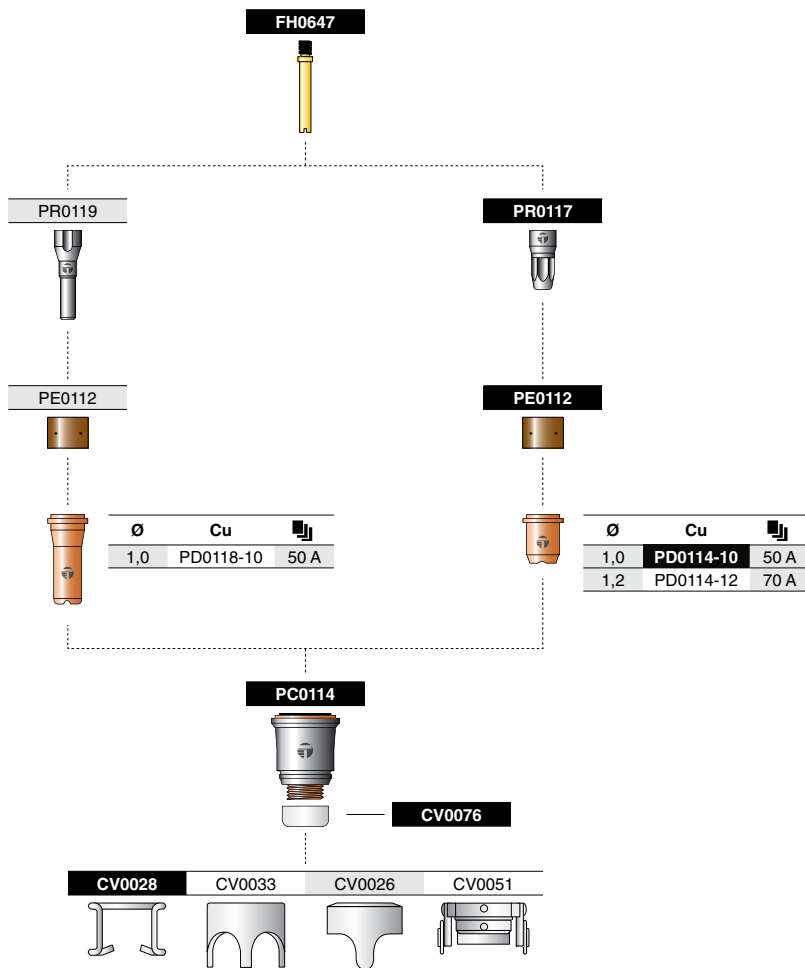 FH0647
PR0119
PR0117
PE0112
PE0112
Ø Cu
1,0 PD0118-10 50 A
Ø Cu
1,0 PD0114-10 50 A
1,2 PD0114-12 70 A
PC0114
CV0076
CV0028 CV0033 CV0026 CV0051